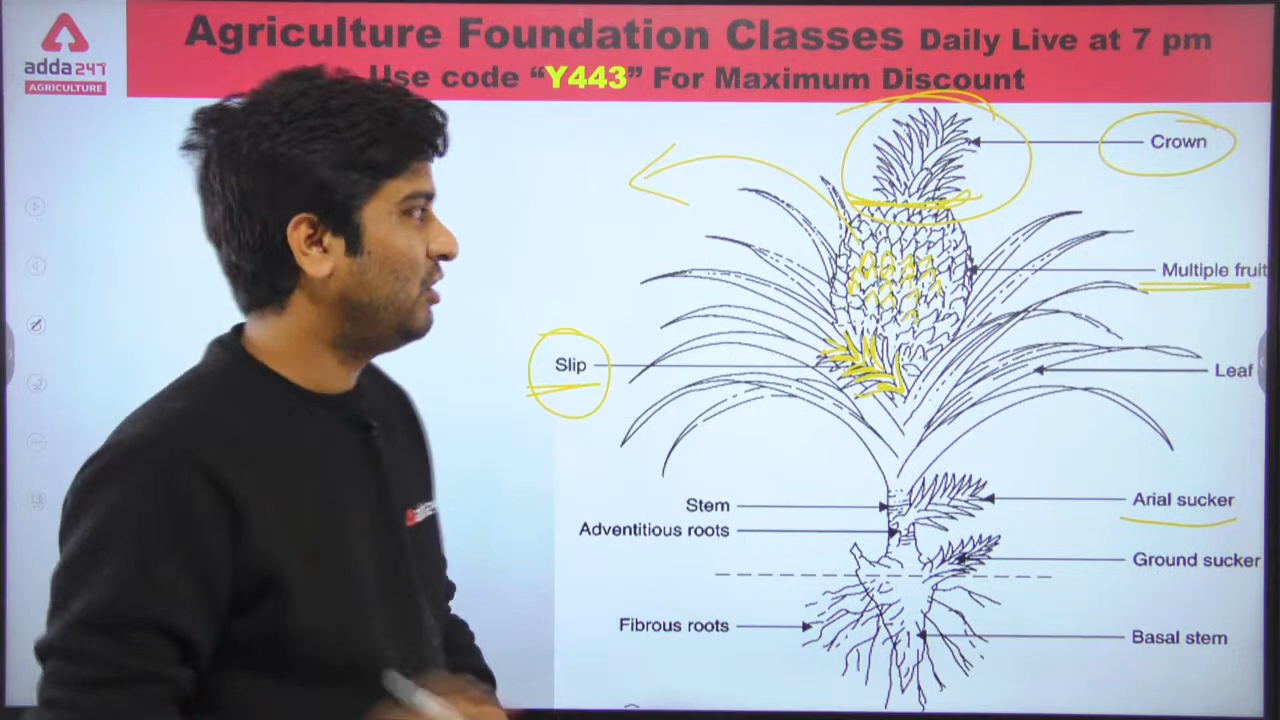 Agriculture Foundation Classes Daily Live at 7 pm
Use code “Y443” For Maximum Discount
adda247
AGRICULTURE
Crown
Multiple fruit
Slip
Leaf
Stem
Arial sucker
Adventitious roots
Ground sucker
Fibrous roots
Basal stem